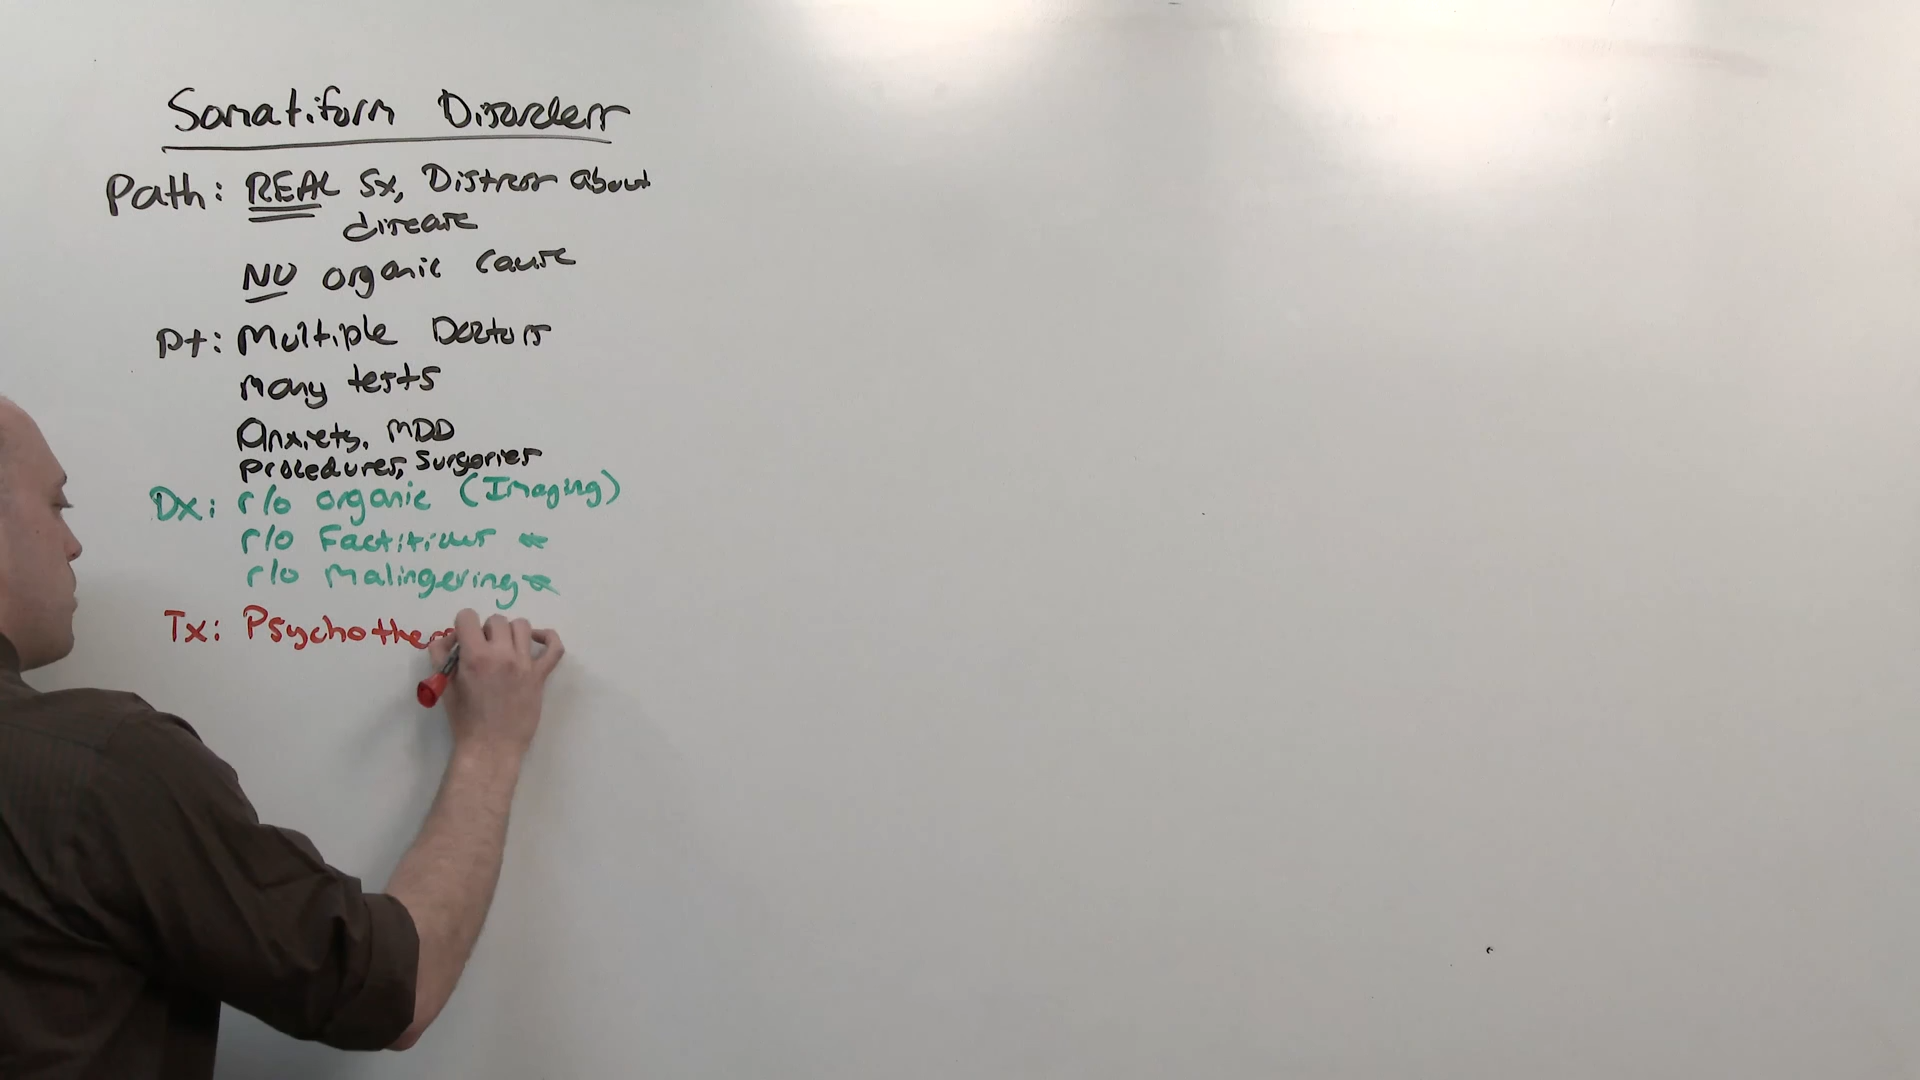 Somatiform Disorders
Path: REAL Sx, Distress about
disease
NO organic cause
Pt: Multiple Doctors
Many tests
Anxiety, MDD
Procedures, Surgeries
Dx: r/o organic (Imaging)
r/o Factitious *
r/o Malingering *
Tx: Psychothe